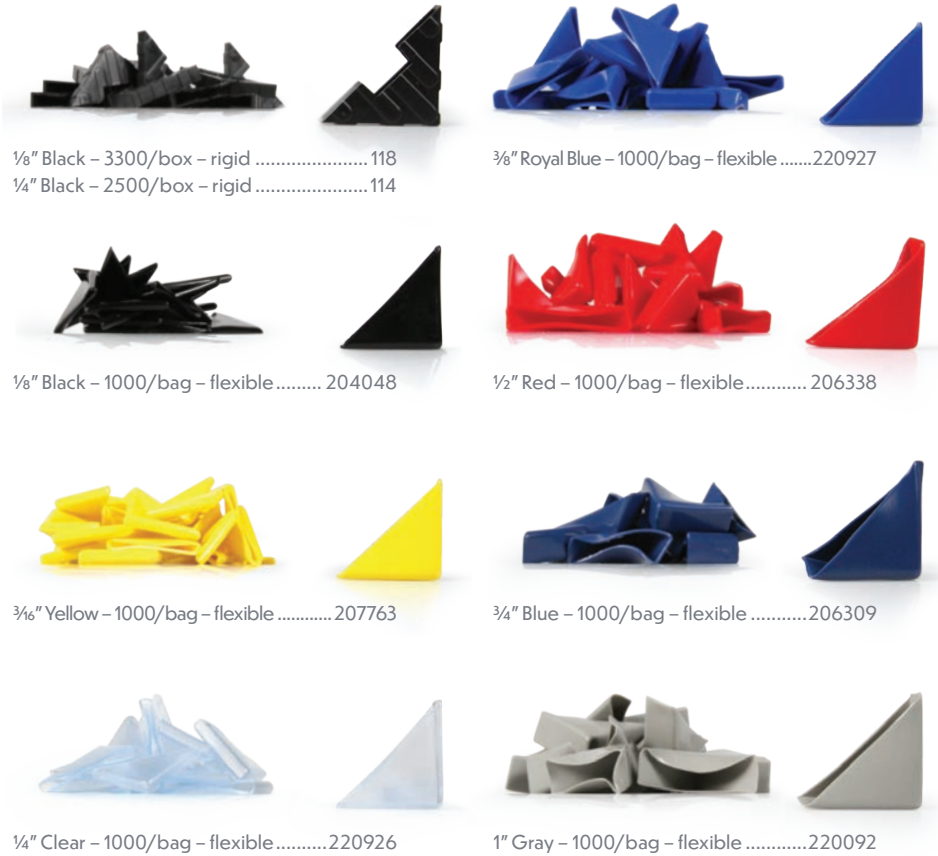 ⅛" Black – 3300/box – rigid ...................... 118
¼" Black – 2500/box – rigid ...................... 114
⅜" Royal Blue – 1000/bag – flexible .......220927
⅛" Black – 1000/bag – flexible ......... 204048
½" Red – 1000/bag – flexible ............ 206338
3⁄16" Yellow – 1000/bag – flexible ............ 207763
¾" Blue – 1000/bag – flexible ...........206309
¼" Clear – 1000/bag – flexible ..........220926
1" Gray – 1000/bag – flexible ...........220092